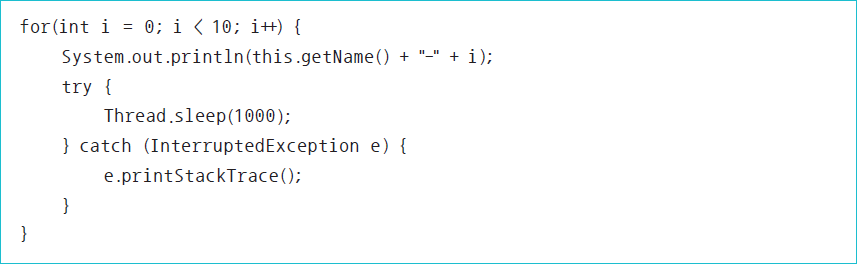 for(int i = 0; i < 10; i++) {
    System.out.println(this.getName() + "-" + i);
    try {
        Thread.sleep(1000);
    } catch (InterruptedException e) {
        e.printStackTrace();
    }
}